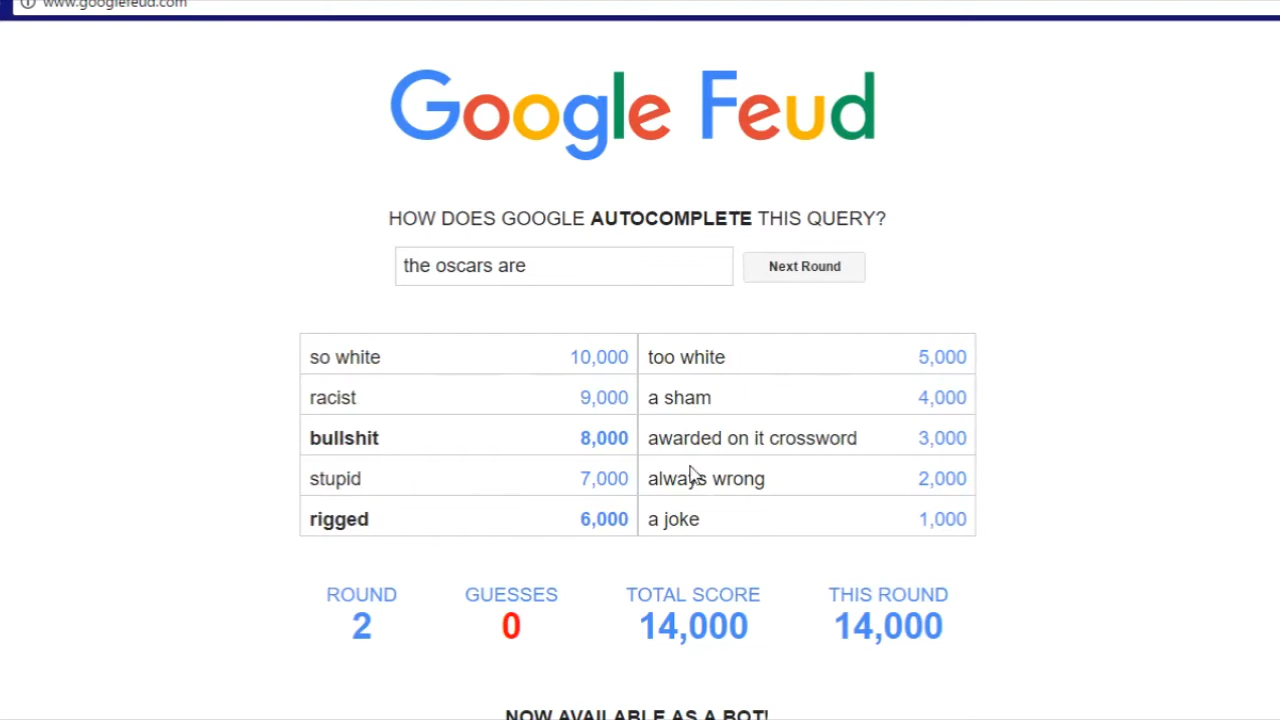 www.googlefeud.com
Google Feud
HOW DOES GOOGLE AUTOCOMPLETE THIS QUERY?
the oscars are Next Round
so white 10,000 too white 5,000
racist 9,000 a sham 4,000
bullshit 8,000 awarded on it crossword 3,000
stupid 7,000 always wrong 2,000
rigged 6,000 a joke 1,000
ROUND GUESSES TOTAL SCORE THIS ROUND
2 0 14,000 14,000
NOW AVAILABLE AS A BOT!